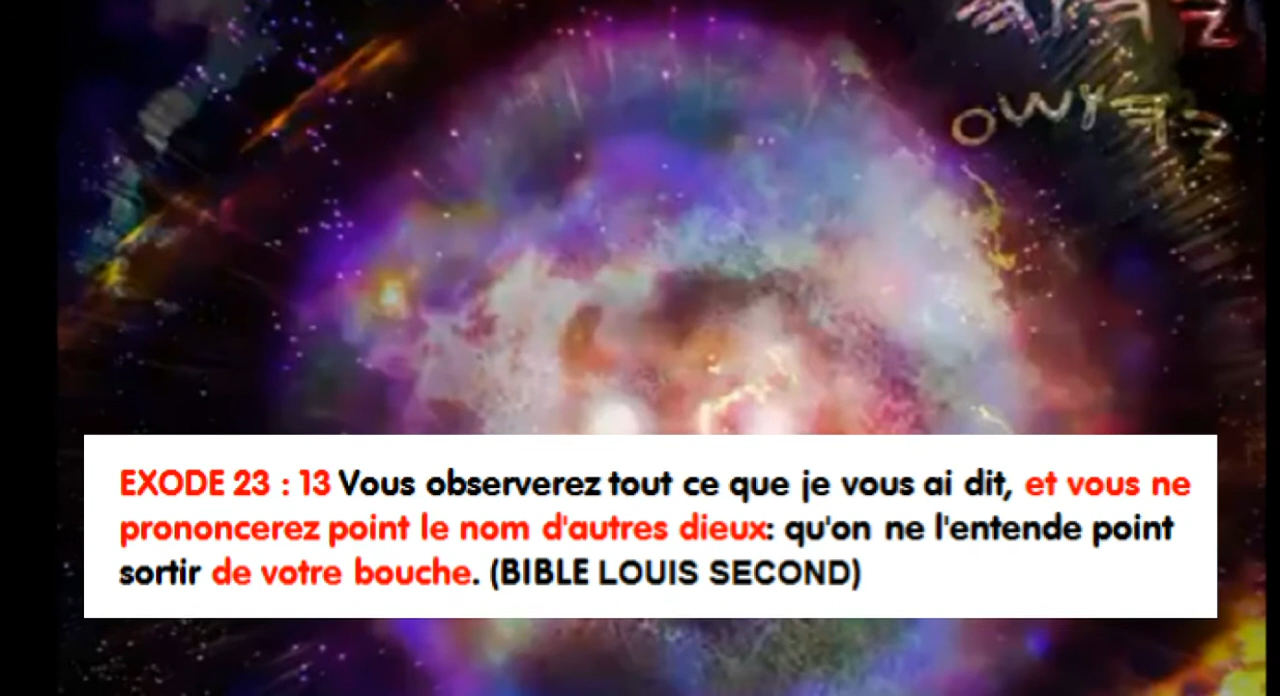 EXODE 23 : 13 Vous observerez tout ce que je vous ai dit, et vous ne
prononcerez point le nom d'autres dieux: qu'on ne l'entende point
sortir de votre bouche. (BIBLE LOUIS SECOND)